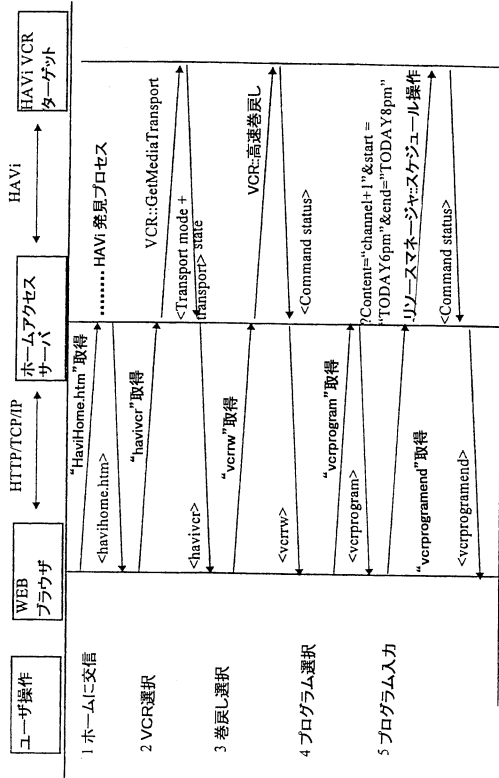 ユーザ操作
WEB
ブラウザ
HTTP/TCP/IP
ホームアクセス
サーバ
HAVi
HAVi VCR
ターゲット
1 ホームに交信
“HaviHome.htm”取得
......... HAVi 発見プロセス
<havihome.htm>
2 VCR選択
“havivcr”取得
VCR::GetMediaTransport
<Transport mode +
transport> state
<havivcr>
3 巻戻し選択
“vcrrw”取得
VCR::高速巻戻し
<Command status>
<vcrrw>
4 プログラム選択
“vcrprogram”取得
<vcrprogram>
5 プログラム入力
?Content=“channel+1”&start =
“TODAY6pm”&end=”TODAY8pm”
“vcrprogramend”取得
リソースマネージャ::スケジュール操作
<Command status>
<vcrprogramend>